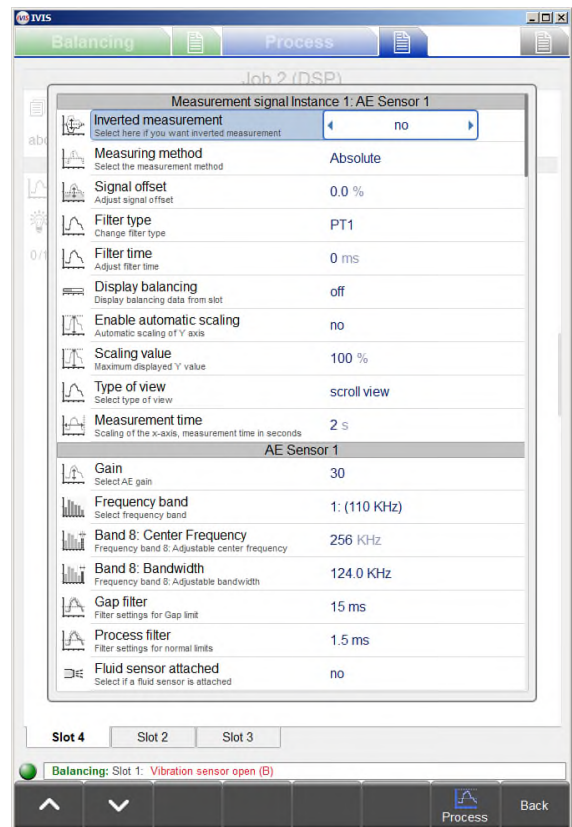 IVIS
Balancing
Process
Job 2 (DSP)
Measurement signal Instance 1: AE Sensor 1
Inverted measurement
Select here if you want inverted measurement
no
Measuring method
Select the measurement method
Absolute
Signal offset
Adjust signal offset
0.0 %
Filter type
Change filter type
PT1
Filter time
Adjust filter time
0 ms
Display balancing
Display balancing data from slot
off
Enable automatic scaling
Automatic scaling of Y axis
no
Scaling value
Maximum displayed Y value
100 %
Type of view
Select type of view
scroll view
Measurement time
Scaling of the x-axis, measurement time in seconds
2 s
AE Sensor 1
Gain
Select AE gain
30
Frequency band
Select frequency band
1: (110 KHz)
Band 8: Center Frequency
Frequency band 8: Adjustable center frequency
256 KHz
Band 8: Bandwidth
Frequency band 8: Adjustable bandwidth
124.0 KHz
Gap filter
Filter settings for Gap limit
15 ms
Process filter
Filter settings for normal limits
1.5 ms
Fluid sensor attached
Select if a fluid sensor is attached
no
abc
0/1
Slot 4
Slot 2
Slot 3
Balancing: Slot 1: Vibration sensor open (B)
Process
Back